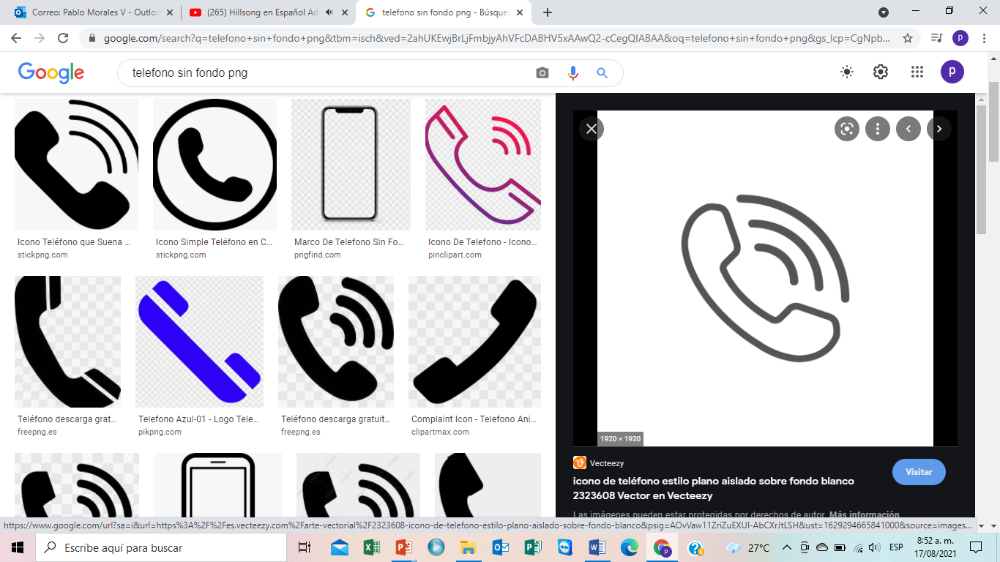 Correo: Pablo Morales V - Outloo
(265) Hillsong en Español Ad
telefono sin fondo png - Búsque
google.com/search?q=telefono+sin+fondo+png&tbm=isch&ved=2ahUKEwjBrLjFmbjyAhVFcDABHV5xAAwQ2-cCegQIABAA&oq=telefono+sin+fondo+png&gs_lcp=CgNpb...
p
Google
telefono sin fondo png
p
Icono Teléfono que Suena ...
stickpng.com
Icono Simple Teléfono en C...
stickpng.com
Marco De Telefono Sin Fo...
pngfind.com
Icono De Telefono - Icono...
pinclipart.com
Teléfono descarga grat...
freepng.es
Telefono Azul-01 - Logo Tele...
pikpng.com
Teléfono descarga gratuit...
freepng.es
Complaint Icon - Telefono Ani...
clipartmax.com
1920 × 1920
Vecteezy
Visitar
icono de teléfono estilo plano aislado sobre fondo blanco
2323608 Vector en Vecteezy
Las imágenes pueden estar protegidas por derechos de autor. Más información
https://www.google.com/url?sa=i&url=https%3A%2F%2Fes.vecteezy.com%2Farte-vectorial%2F2323608-icono-de-telefono-estilo-plano-aislado-sobre-fondo-blanco&psig=AOvVaw11ZriZuEXUI-AbCXrJtLSH&ust=1629294665841000&source=images...
Escribe aquí para buscar
27°C
ESP
8:52 a. m.
17/08/2021